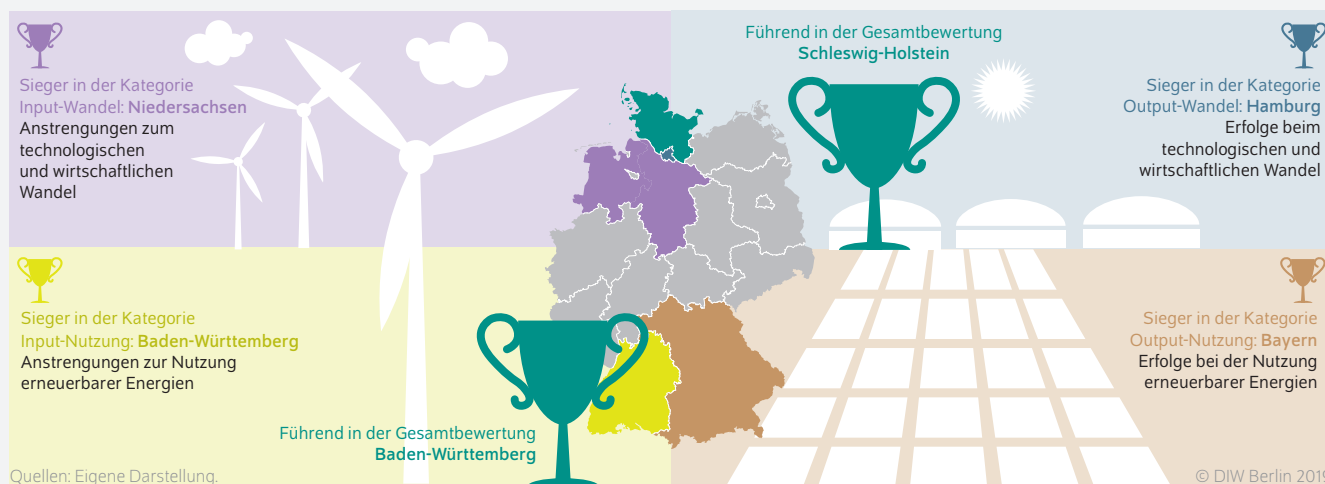 Sieger in der Kategorie
Input-Wandel: Niedersachsen
Anstrengungen zum
technologischen
und wirtschaftlichen
Wandel
Führend in der Gesamtbewertung
Schleswig-Holstein
Sieger in der Kategorie
Output-Wandel: Hamburg
Erfolge beim
technologischen und
wirtschaftlichen Wandel
Sieger in der Kategorie
Input-Nutzung: Baden-Württemberg
Anstrengungen zur Nutzung
erneuerbarer Energien
Sieger in der Kategorie
Output-Nutzung: Bayern
Erfolge bei der Nutzung
erneuerbarer Energien
Führend in der Gesamtbewertung
Baden-Württemberg
Quellen: Eigene Darstellung.
© DIW Berlin 2019